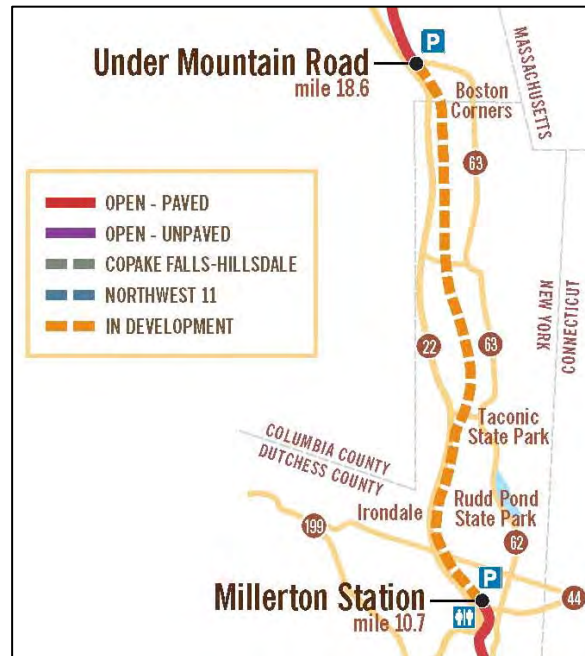 P
Under Mountain Road
mile 18.6
MASSACHUSETTS
Boston
Corners
63
OPEN - PAVED
OPEN - UNPAVED
COPAKE FALLS-HILLSDALE
NORTHWEST 11
IN DEVELOPMENT
NEW YORK
CONNECTICUT
22
63
Taconic
State Park
COLUMBIA COUNTY
DUTCHESS COUNTY
Irondale
Rudd Pond
State Park
199
62
P
Millerton Station
mile 10.7
44